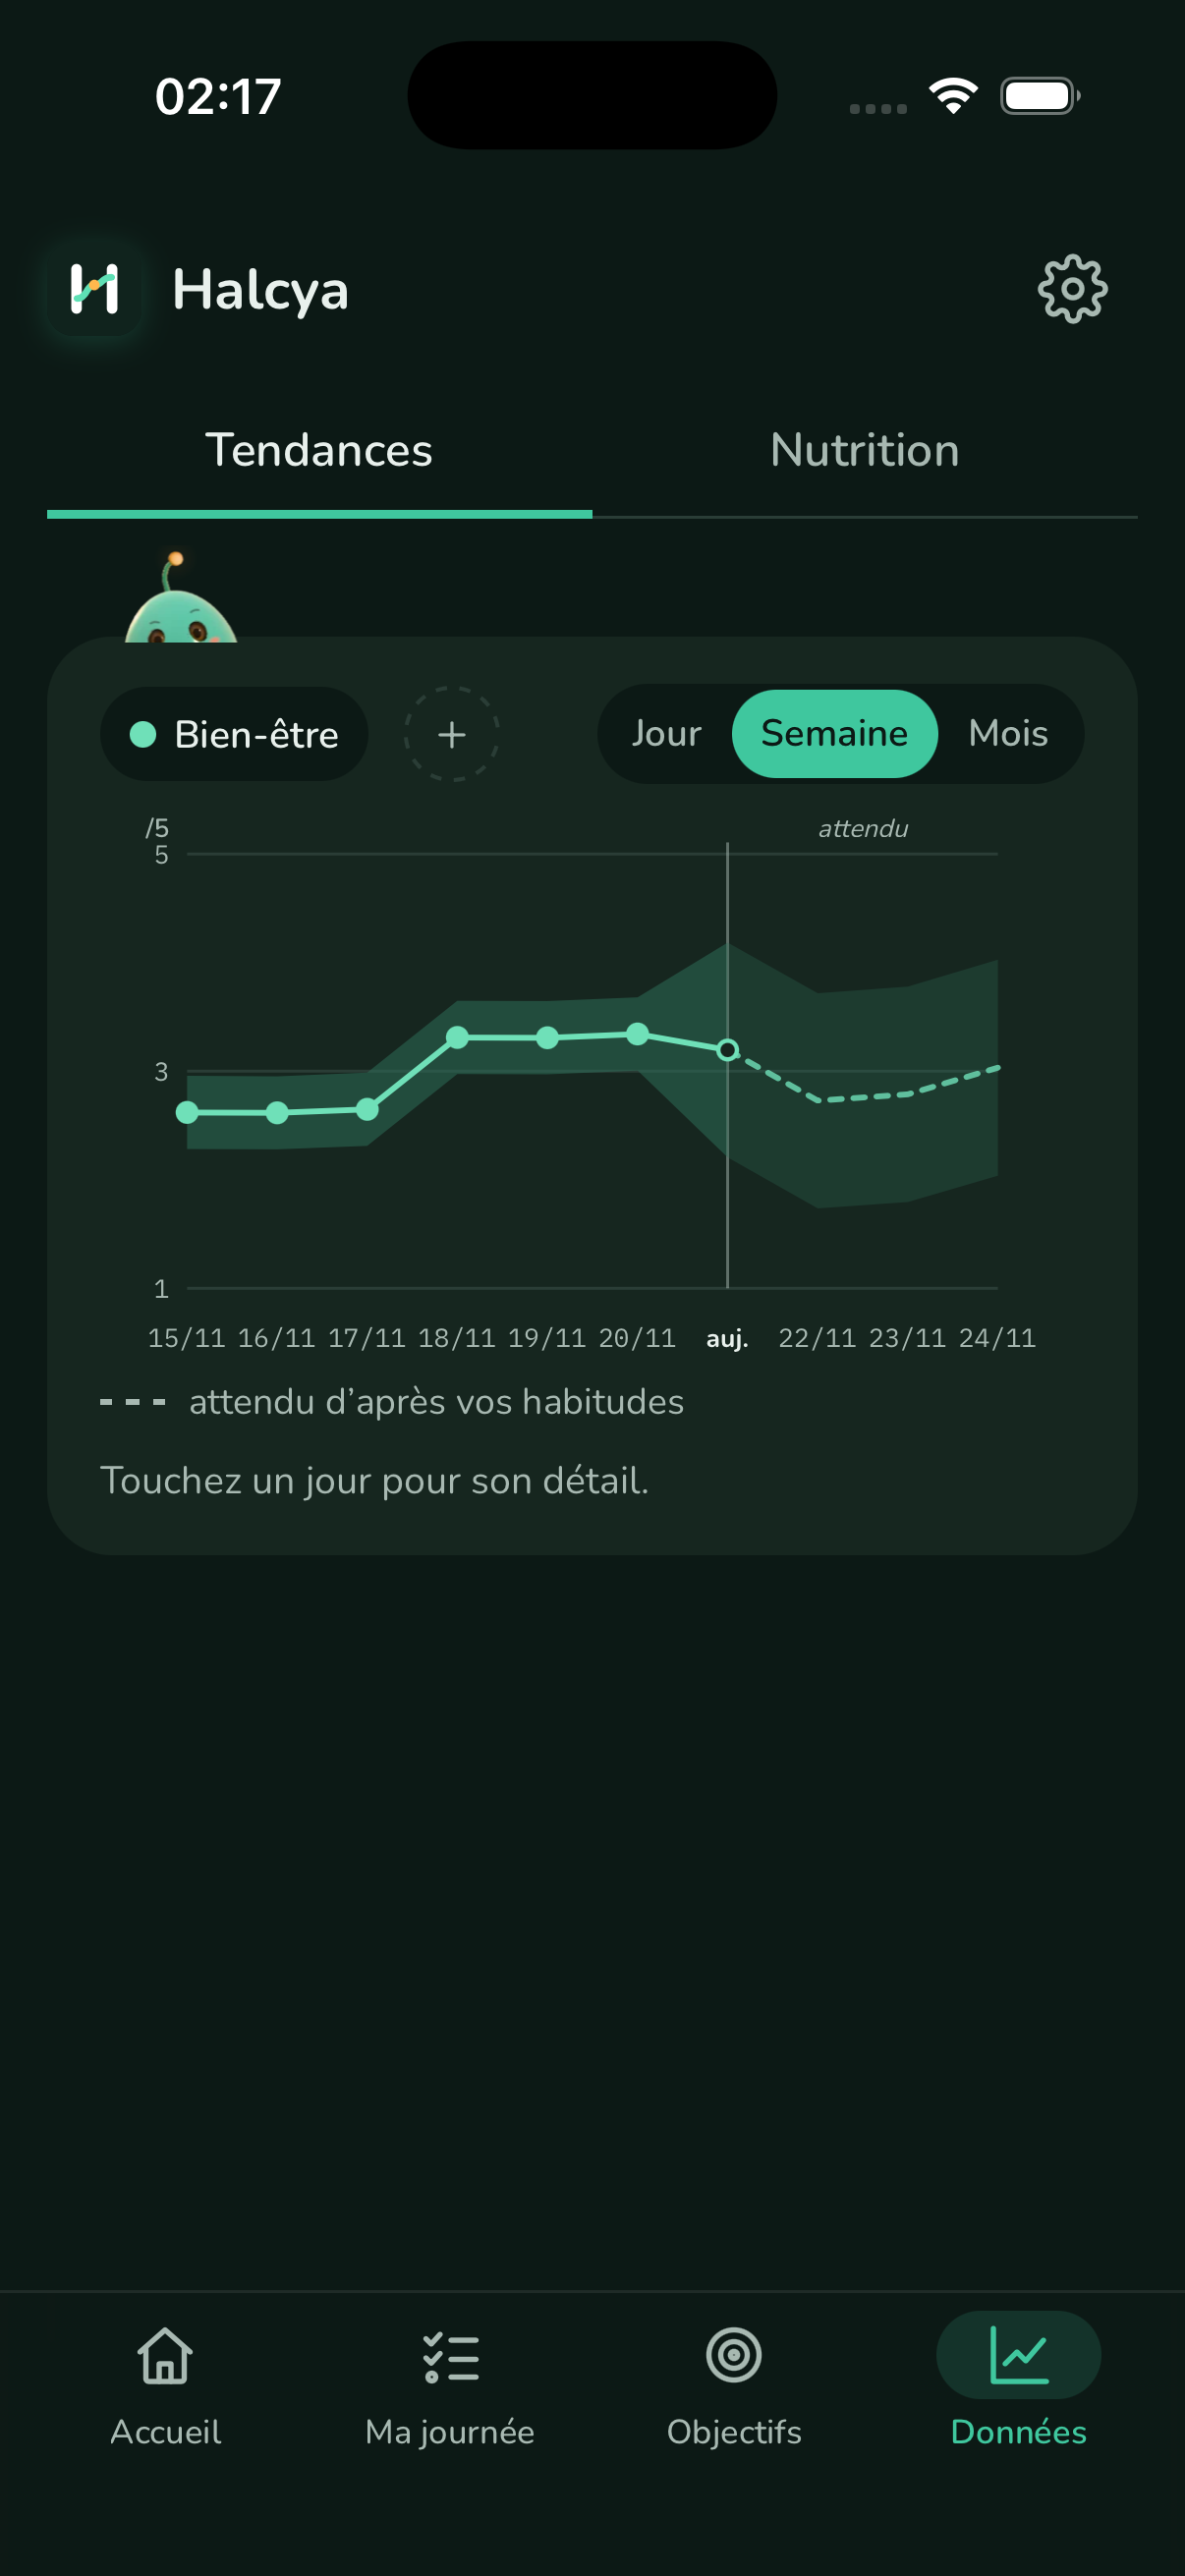 02:17
Halcya
Tendances
Nutrition
Bien-être
+
Jour
Semaine
Mois
/5
attendu
5
3
1
15/11 16/11 17/11 18/11 19/11 20/11 auj. 22/11 23/11 24/11
attendu d’après vos habitudes
Touchez un jour pour son détail.
Accueil
Ma journée
Objectifs
Données